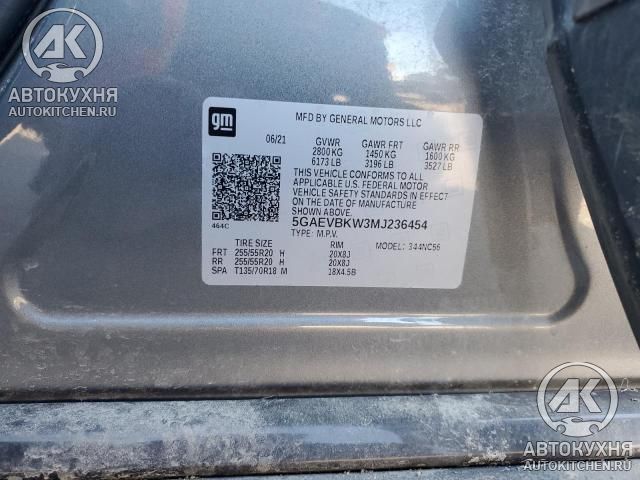 AK
АВТОКУХНЯ
AUTOKITCHEN.RU
gm
MFD BY GENERAL MOTORS LLC
06/21 GVWR GAWR FRT GAWR RR
2800 KG 1450 KG 1600 KG
6173 LB 3196 LB 3527 LB
THIS VEHICLE CONFORMS TO ALL
APPLICABLE U.S. FEDERAL MOTOR
VEHICLE SAFETY STANDARDS IN EFFECT
ON THE DATE OF MANUFACTURE
SHOWN ABOVE.
5GAEVBKW3MJ236454
464C TYPE: M.P.V. MODEL: 344NC56
TIRE SIZE RIM
FRT 255/55R20 H 20X8J
RR 255/55R20 H 20X8J
SPA T135/70R18 M 18X4.5B
AK
АВТОКУХНЯ
AUTOKITCHEN.RU